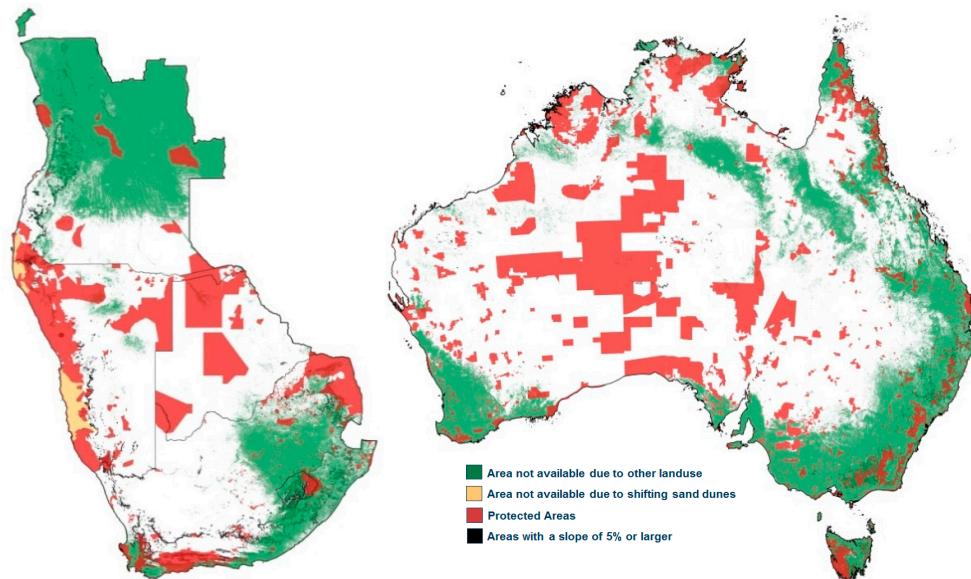 Area not available due to other landuse
Area not available due to shifting sand dunes
Protected Areas
Areas with a slope of 5% or larger